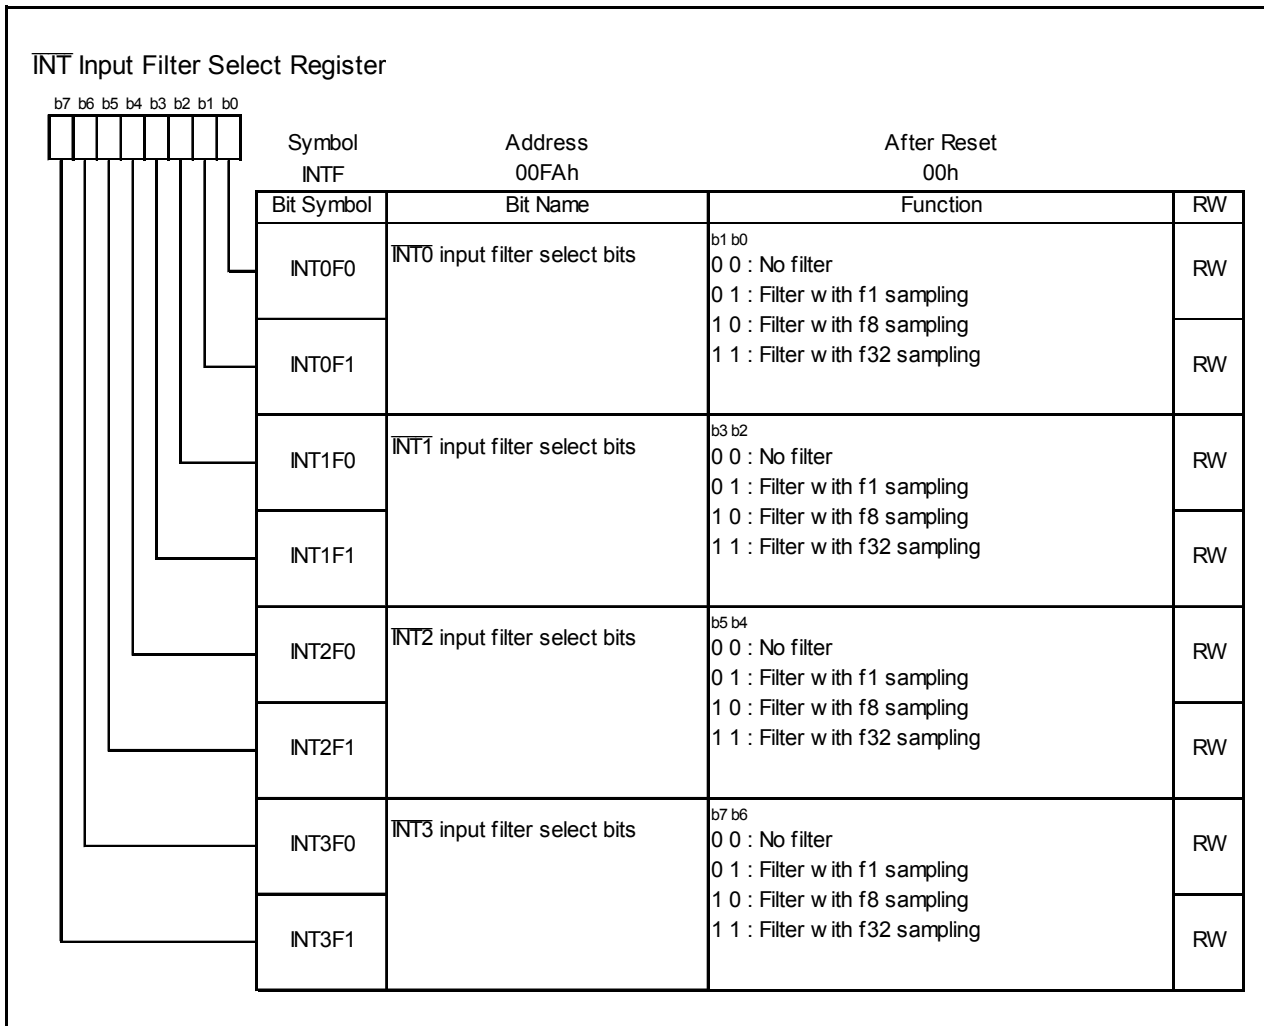 INT Input Filter Select Register
b7 b6 b5 b4 b3 b2 b1 b0
Symbol Address After Reset
INTF 00FAh 00h
Bit Symbol Bit Name Function RW
INT0F0 INT0 input filter select bits b1 b0
0 0 : No filter RW
0 1 : Filter with f1 sampling
1 0 : Filter with f8 sampling
INT0F1 1 1 : Filter with f32 sampling RW
INT1F0 INT1 input filter select bits b3 b2
0 0 : No filter RW
0 1 : Filter with f1 sampling
1 0 : Filter with f8 sampling
INT1F1 1 1 : Filter with f32 sampling RW
INT2F0 INT2 input filter select bits b5 b4
0 0 : No filter RW
0 1 : Filter with f1 sampling
1 0 : Filter with f8 sampling
INT2F1 1 1 : Filter with f32 sampling RW
INT3F0 INT3 input filter select bits b7 b6
0 0 : No filter RW
0 1 : Filter with f1 sampling
1 0 : Filter with f8 sampling
INT3F1 1 1 : Filter with f32 sampling RW